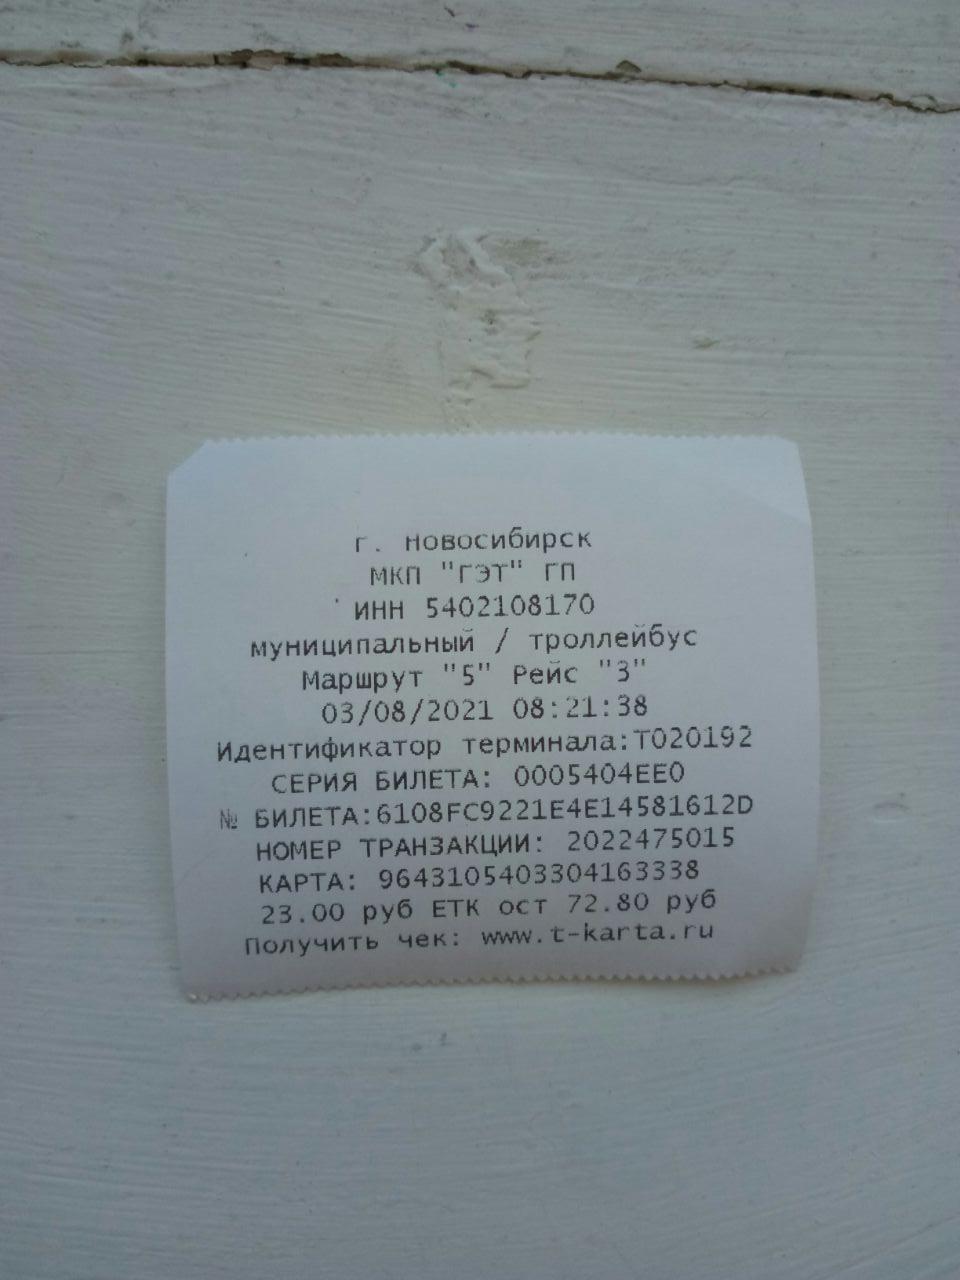 г. Новосибирск
МКП "ГЭТ" ГП
ИНН 5402108170
муниципальный / троллейбус
Маршрут "5" Рейс "3"
03/08/2021 08:21:38
Идентификатор терминала:T020192
СЕРИЯ БИЛЕТА: 0005404EE0
№ БИЛЕТА:6108FC9221E4E14581612D
НОМЕР ТРАНЗАКЦИИ: 2022475015
КАРТА: 9643105403304163338
23.00 руб ЕТК ост 72.80 руб
Получить чек: www.t-karta.ru